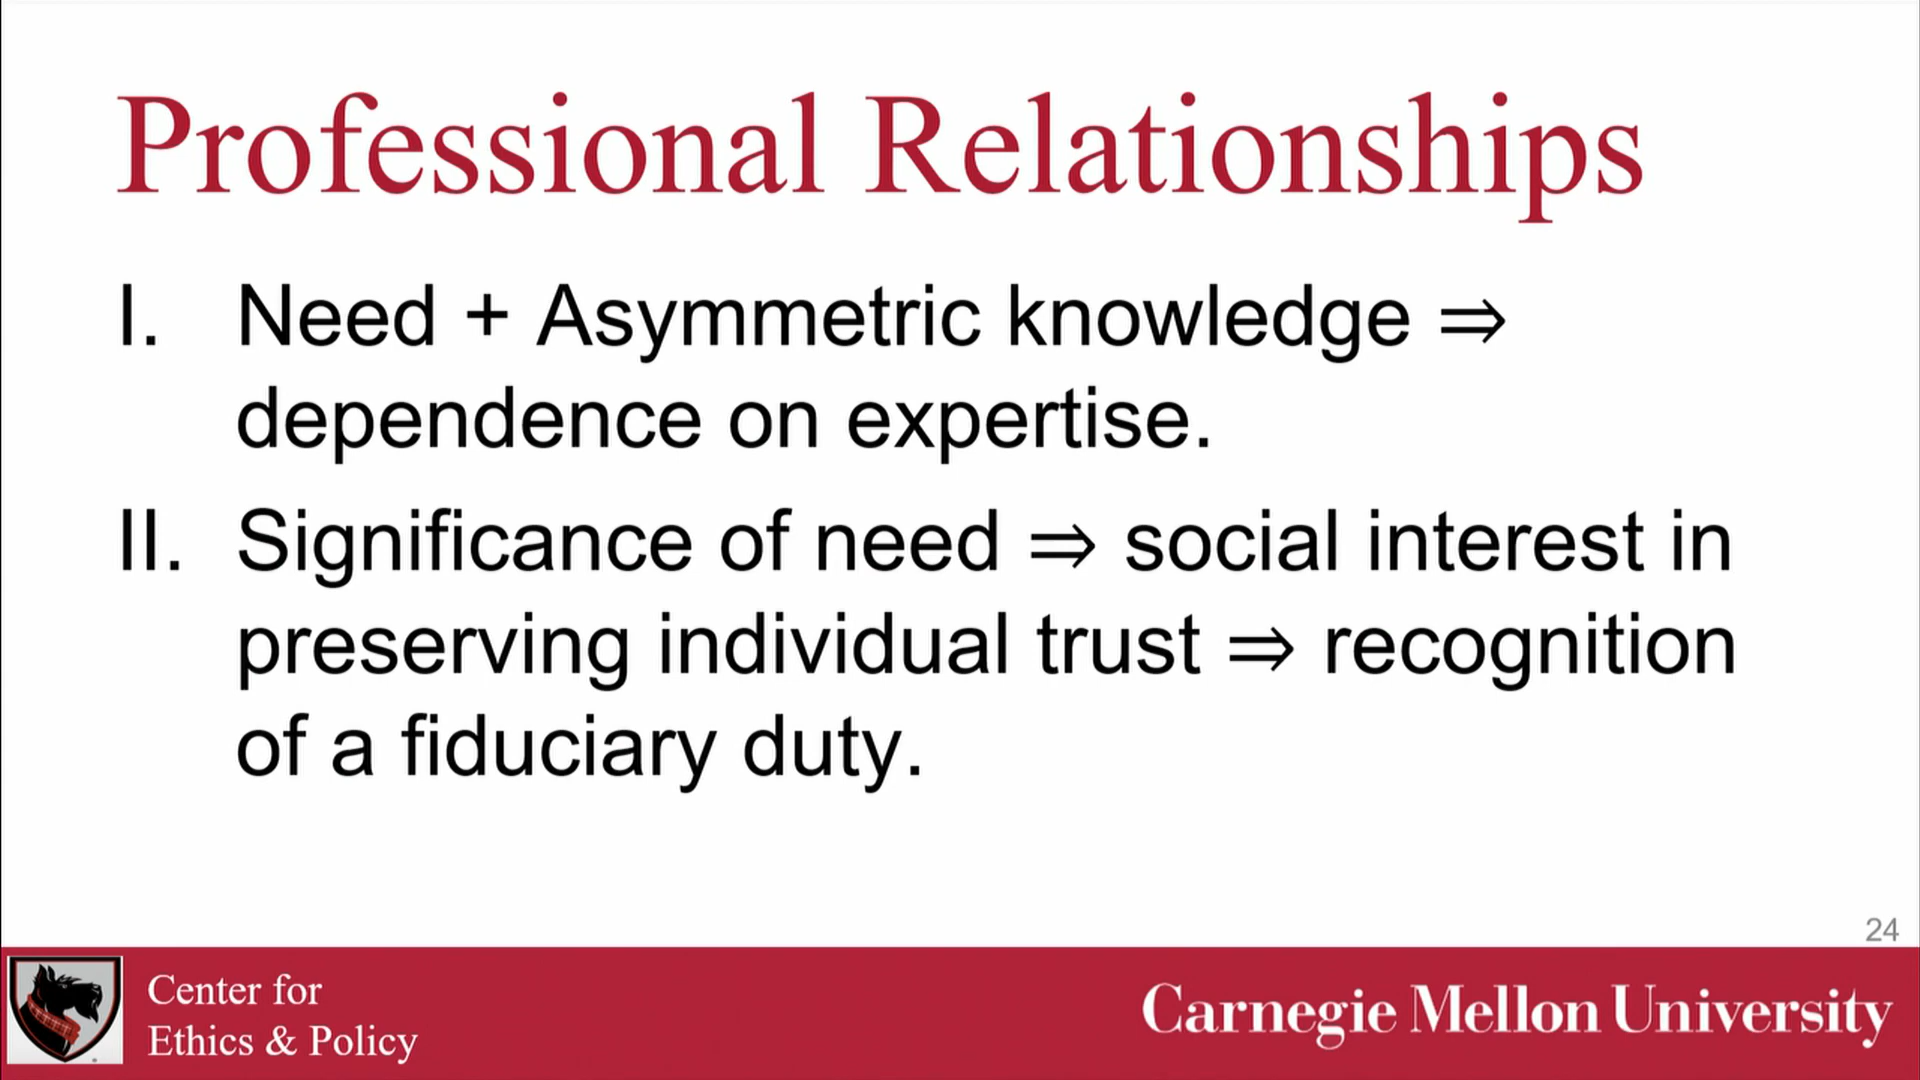 Professional Relationships
I. Need + Asymmetric knowledge ⇒
dependence on expertise.
II. Significance of need ⇒ social interest in
preserving individual trust ⇒ recognition
of a fiduciary duty.
24
Center for
Ethics & Policy
Carnegie Mellon University